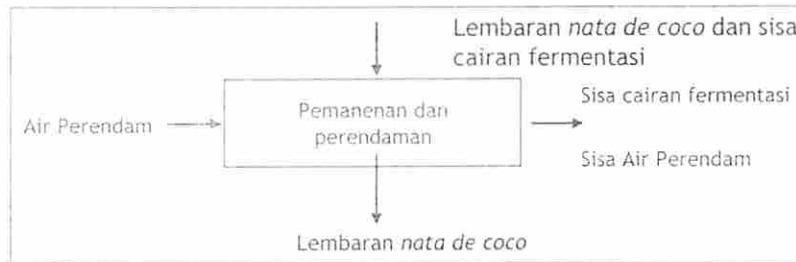 Lembaran nata de coco dan sisa
cairan fermentasi
Sisa cairan fermentasi
Air Perendam
Pemanenan dan
perendaman
Sisa Air Perendam
Lembaran nata de coco